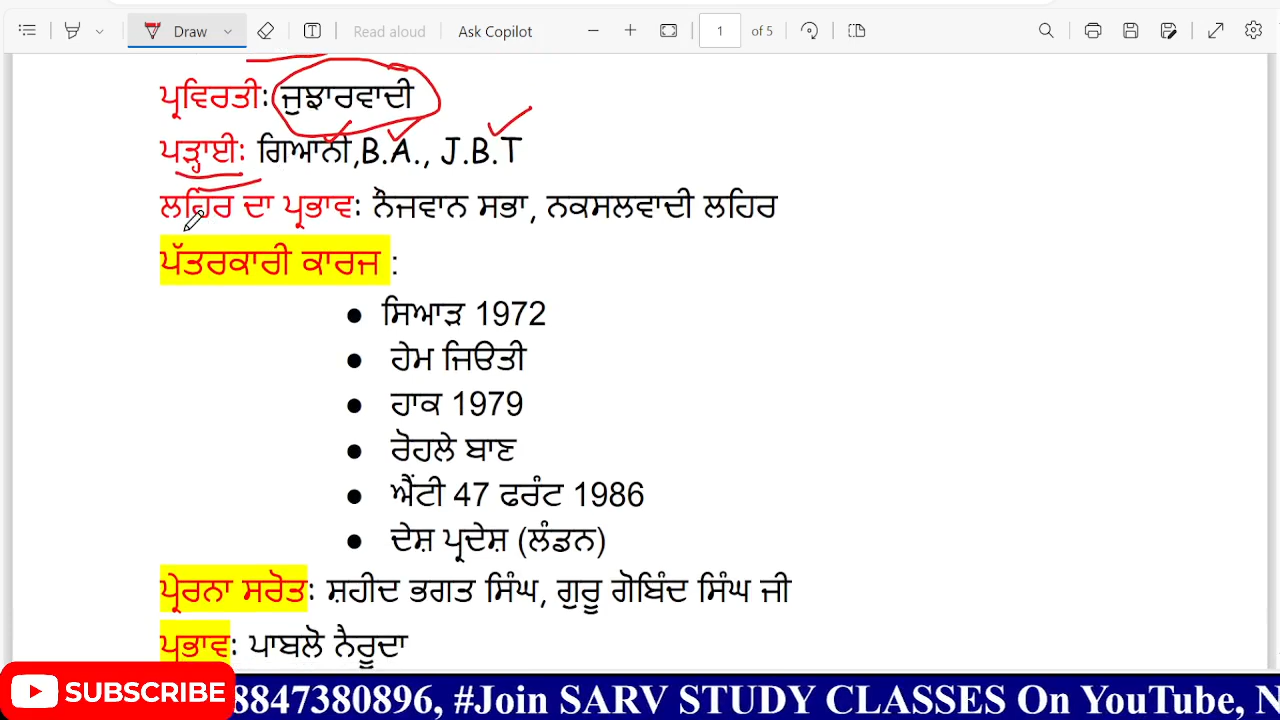 Draw
Read aloud
Ask Copilot
1 of 5
ਪ੍ਰਵਿਰਤੀ: ਜੁਝਾਰਵਾਦੀ
ਪੜ੍ਹਾਈ: ਗਿਆਨੀ,B.A., J.B.T
ਲਹਿਰ ਦਾ ਪ੍ਰਭਾਵ: ਨੌਜਵਾਨ ਸਭਾ, ਨਕਸਲਵਾਦੀ ਲਹਿਰ
ਪੱਤਰਕਾਰੀ ਕਾਰਜ :
● ਸਿਆੜ 1972
● ਹੇਮ ਜਿਓਤੀ
● ਹਾਕ 1979
● ਰੋਹਲੇ ਬਾਣ
● ਐਂਟੀ 47 ਫਰੰਟ 1986
● ਦੇਸ਼ ਪ੍ਰਦੇਸ਼ (ਲੰਡਨ)
ਪ੍ਰੇਰਨਾ ਸਰੋਤ: ਸ਼ਹੀਦ ਭਗਤ ਸਿੰਘ, ਗੁਰੂ ਗੋਬਿੰਦ ਸਿੰਘ ਜੀ
ਪ੍ਰਭਾਵ: ਪਾਬਲੋ ਨੈਰੂਦਾ
SUBSCRIBE
8847380896, #Join SARV STUDY CLASSES On YouTube, N